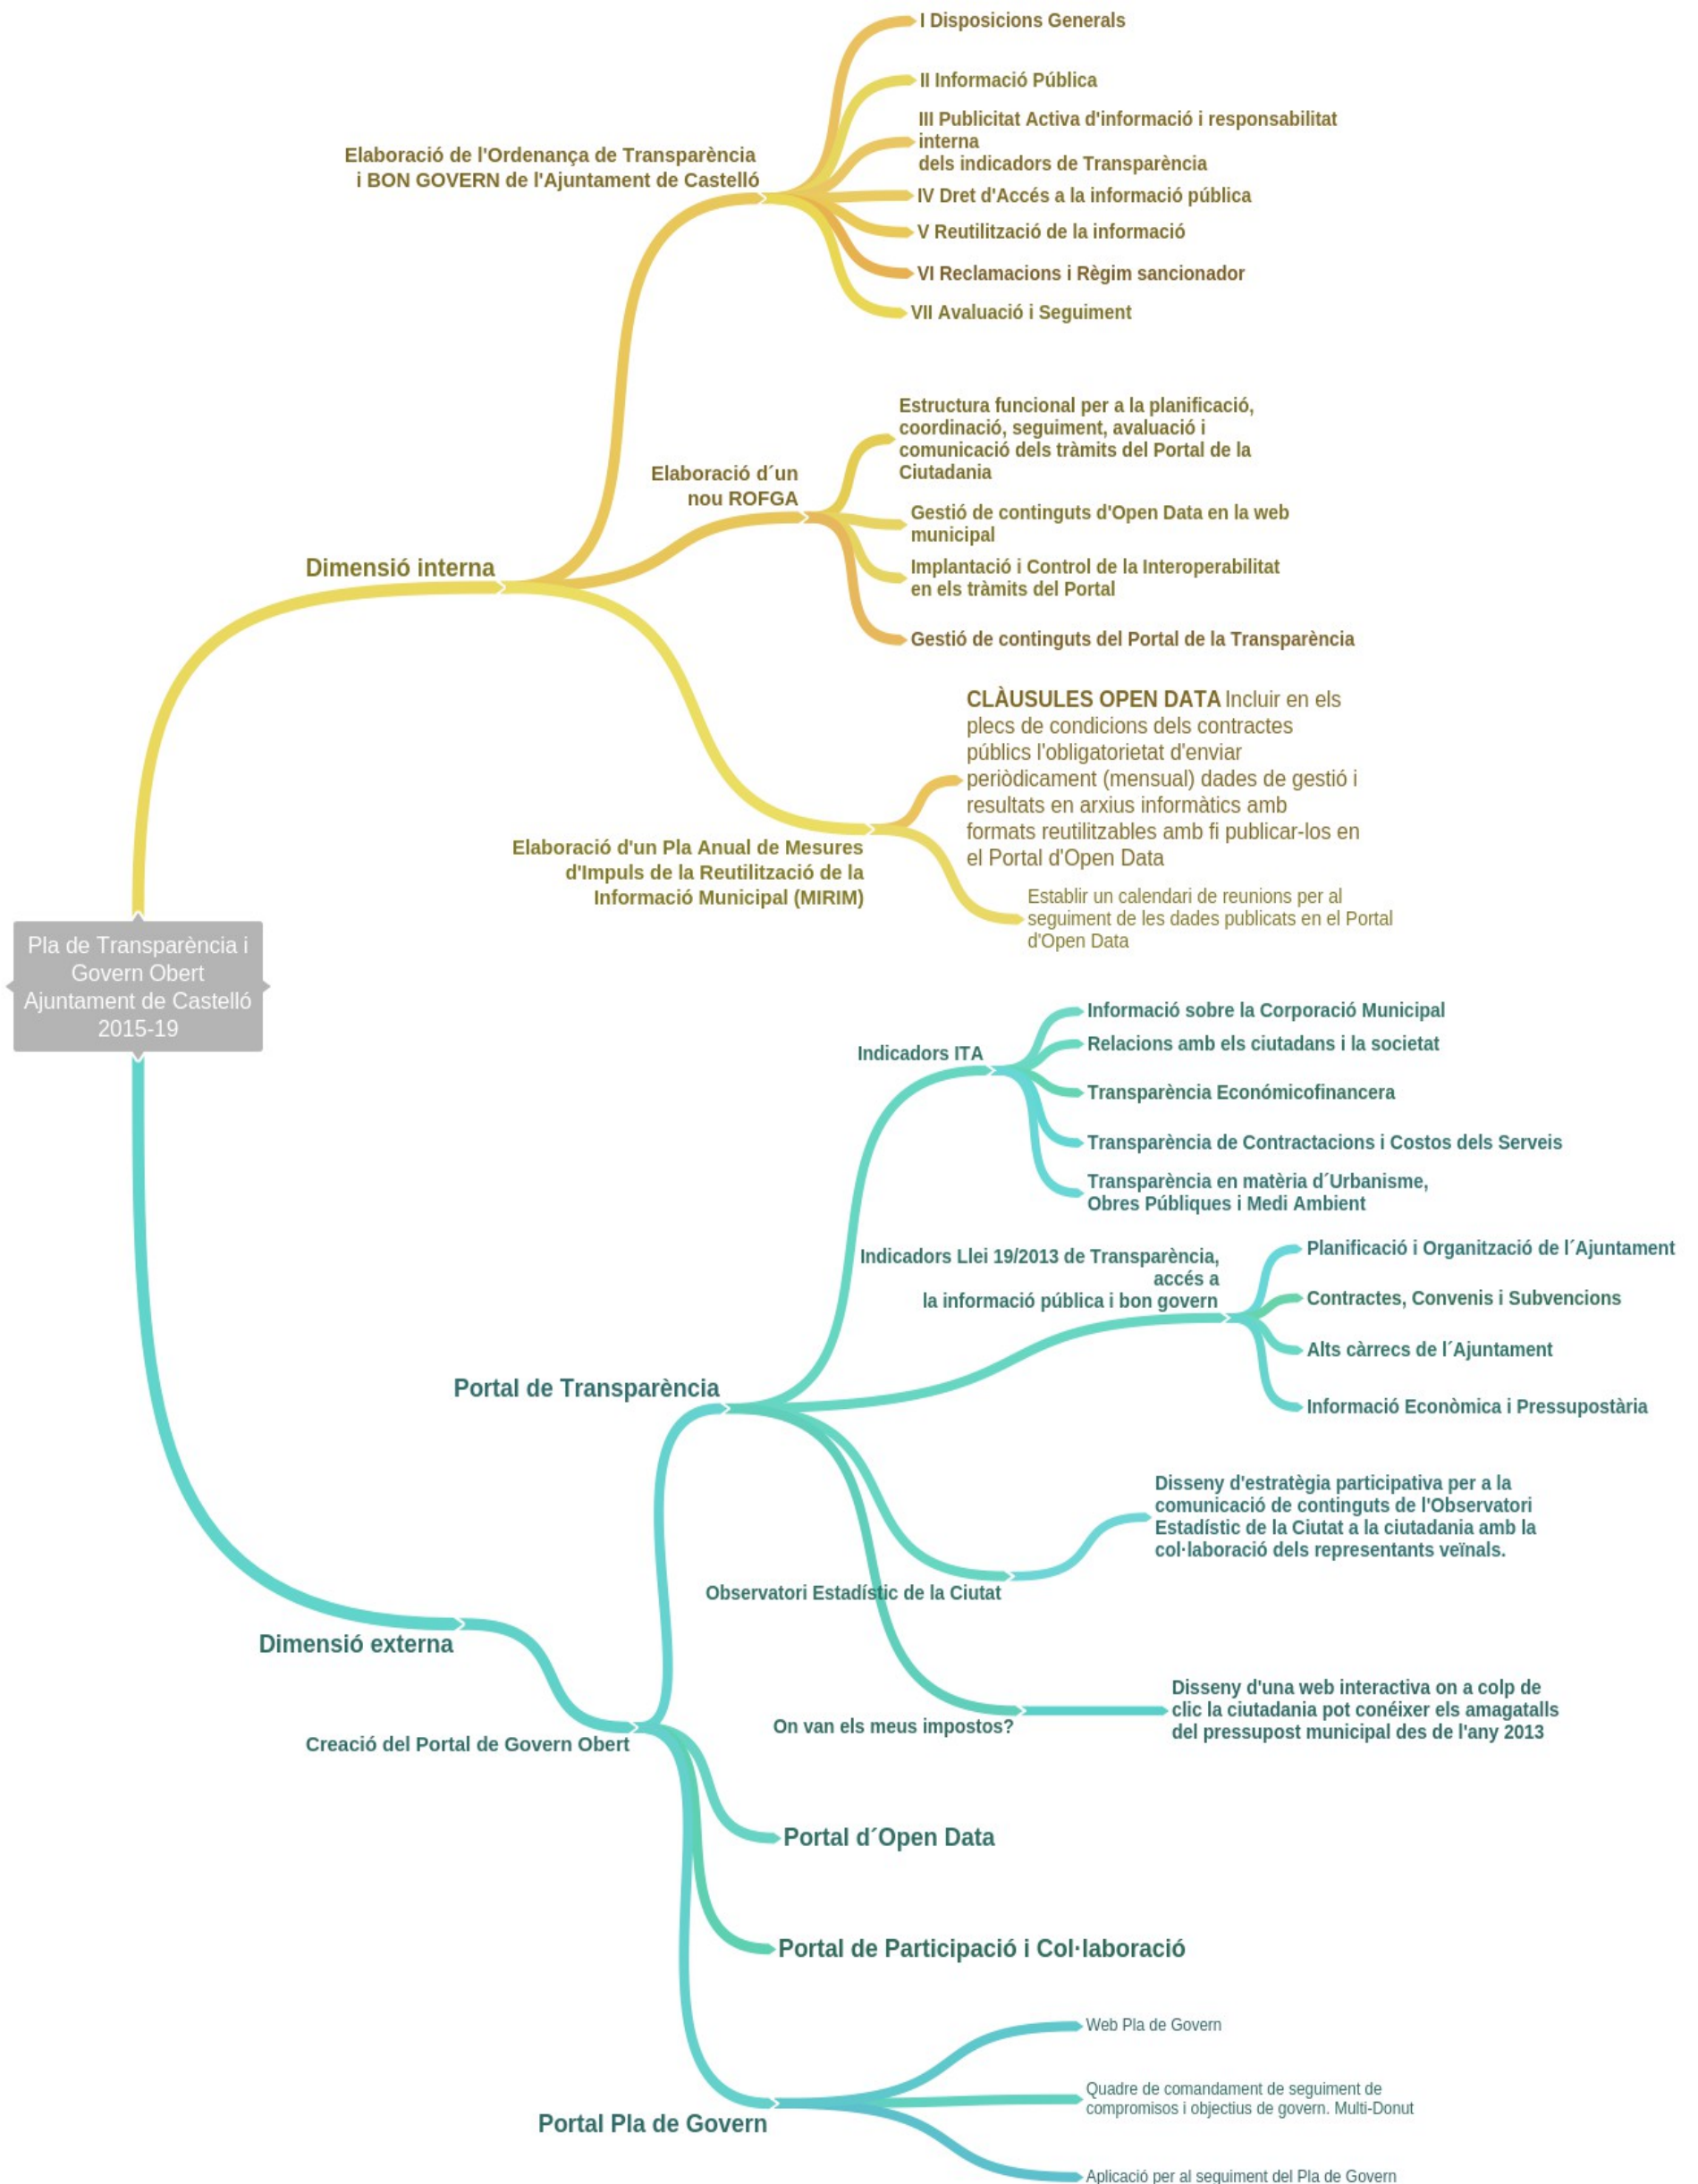 I Disposicions Generals
II Informació Pública
III Publicitat Activa d'informació i responsabilitat
interna
dels indicadors de Transparència
Elaboració de l'Ordenança de Transparència
i BON GOVERN de l'Ajuntament de Castelló
IV Dret d'Accés a la informació pública
V Reutilització de la informació
VI Reclamacions i Règim sancionador
VII Avaluació i Seguiment
Estructura funcional per a la planificació,
coordinació, seguiment, avaluació i
comunicació dels tràmits del Portal de la
Ciutadania
Elaboració d´un
nou ROFGA
Gestió de continguts d'Open Data en la web
municipal
Implantació i Control de la Interoperabilitat
en els tràmits del Portal
Dimensió interna
Gestió de continguts del Portal de la Transparència
CLÀUSULES OPEN DATA Incluir en els
plecs de condicions dels contractes
públics l'obligatorietat d'enviar
periòdicament (mensual) dades de gestió i
resultats en arxius informàtics amb
formats reutilitzables amb fi publicar-los en
el Portal d'Open Data
Elaboració d'un Pla Anual de Mesures
d'Impuls de la Reutilització de la
Informació Municipal (MIRIM)
Establir un calendari de reunions per al
seguiment de les dades publicats en el Portal
d'Open Data
Pla de Transparència i
Govern Obert
Ajuntament de Castelló
2015-19
Informació sobre la Corporació Municipal
Relacions amb els ciutadans i la societat
Indicadors ITA
Transparència Económicofinancera
Transparència de Contractacions i Costos dels Serveis
Transparència en matèria d´Urbanisme,
Obres Públiques i Medi Ambient
Indicadors Llei 19/2013 de Transparència,
accés a
la informació pública i bon govern
Planificació i Organització de l´Ajuntament
Contractes, Convenis i Subvencions
Alts càrrecs de l´Ajuntament
Informació Econòmica i Pressupostària
Portal de Transparència
Disseny d'estratègia participativa per a la
comunicació de continguts de l'Observatori
Estadístic de la Ciutat a la ciutadania amb la
col·laboració dels representants veïnals.
Observatori Estadístic de la Ciutat
Dimensió externa
Disseny d'una web interactiva on a colp de
clic la ciutadania pot conéixer els amagatalls
del pressupost municipal des de l'any 2013
On van els meus impostos?
Creació del Portal de Govern Obert
Portal d´Open Data
Portal de Participació i Col·laboració
Web Pla de Govern
Quadre de comandament de seguiment de
compromisos i objectius de govern. Multi-Donut
Portal Pla de Govern
Aplicació per al seguiment del Pla de Govern